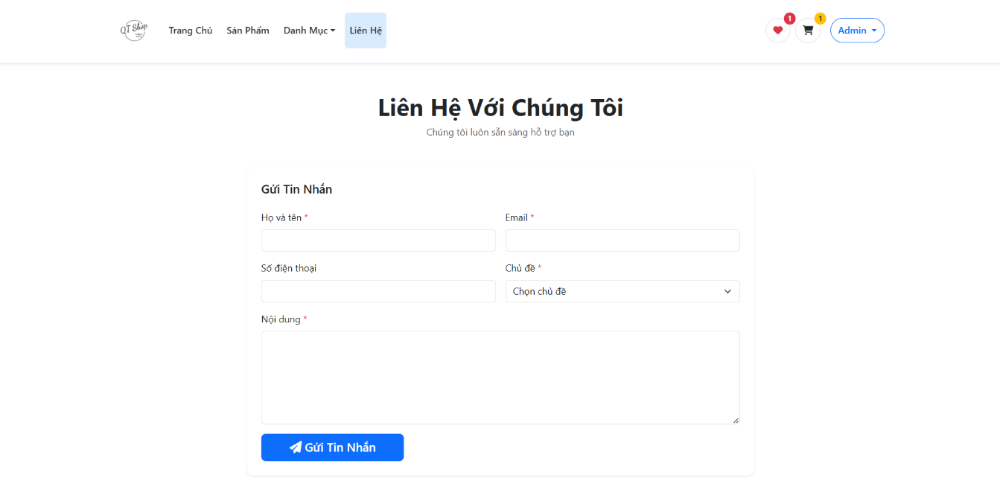 QT Shop
Trang Chủ Sản Phẩm Danh Mục Liên Hệ
1 1 Admin
Liên Hệ Với Chúng Tôi
Chúng tôi luôn sẵn sàng hỗ trợ bạn
Gửi Tin Nhắn
Họ và tên * Email *
Số điện thoại Chủ đề *
Chọn chủ đề
Nội dung *
Gửi Tin Nhắn